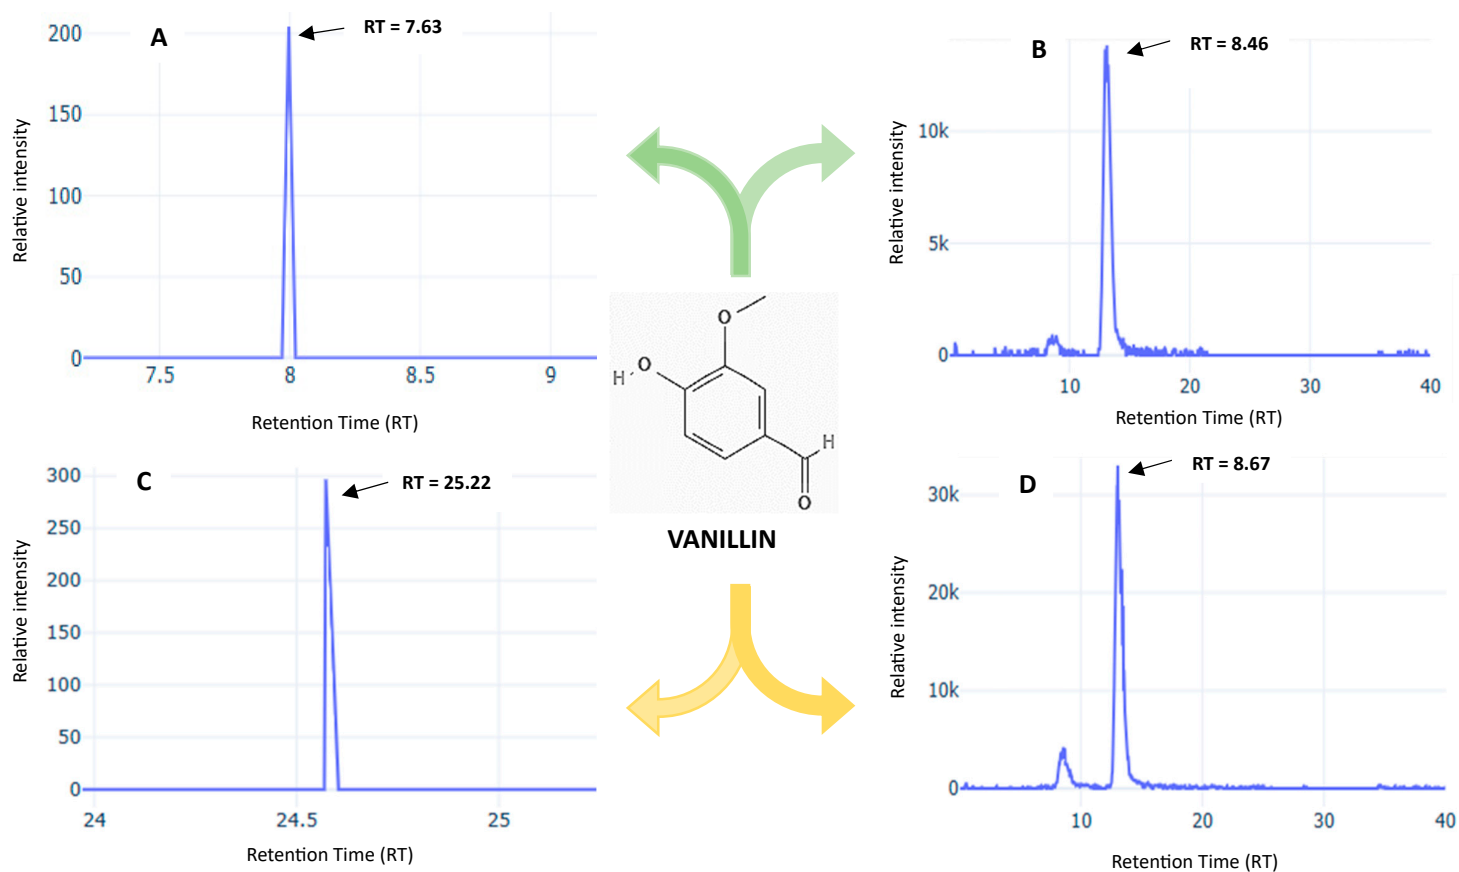 A
RT = 7.63
200
150
100
50
0
7.5
8
8.5
9
Relative intensity
Retention Time (RT)
B
RT = 8.46
10k
5k
0
10
20
30
40
Relative intensity
Retention Time (RT)
O
H
O
H
O
VANILLIN
C
RT = 25.22
300
250
200
150
100
50
0
24
24.5
25
Relative intensity
Retention Time (RT)
D
RT = 8.67
30k
20k
10k
0
10
20
30
40
Relative intensity
Retention Time (RT)